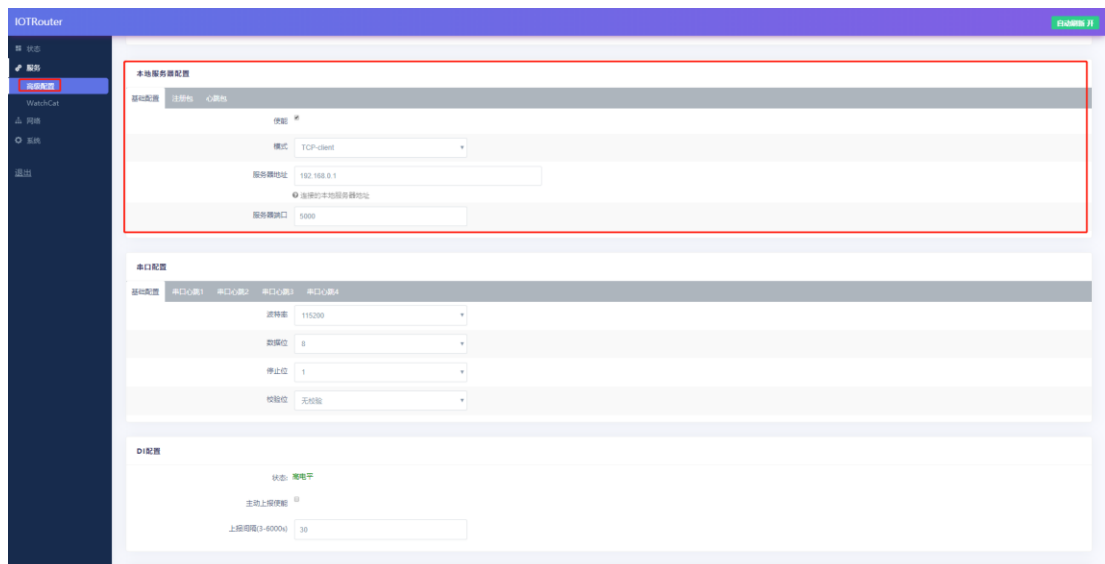 IOTRouter
自动刷新 开
状态
服务
高级配置
WatchCat
网络
系统
退出
本地服务器配置
基础配置 注册包 心跳包
使能
模式 TCP-client
服务器地址 192.168.0.1
连接的本地服务器地址
服务器端口 5000
串口配置
基础配置 串口心跳1 串口心跳2 串口心跳3 串口心跳4
波特率 115200
数据位 8
停止位 1
校验位 无校验
DI配置
状态: 高电平
主动上报使能
上报间隔(3-6000s) 30